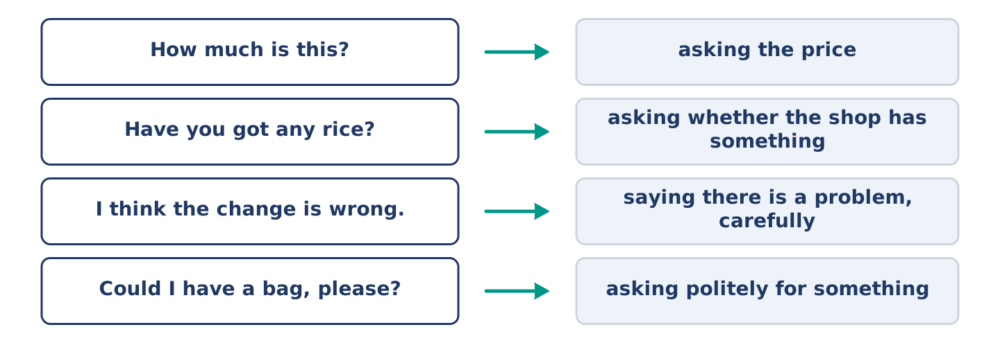 How much is this?
asking the price
Have you got any rice?
asking whether the shop has
something
I think the change is wrong.
saying there is a problem,
carefully
Could I have a bag, please?
asking politely for something